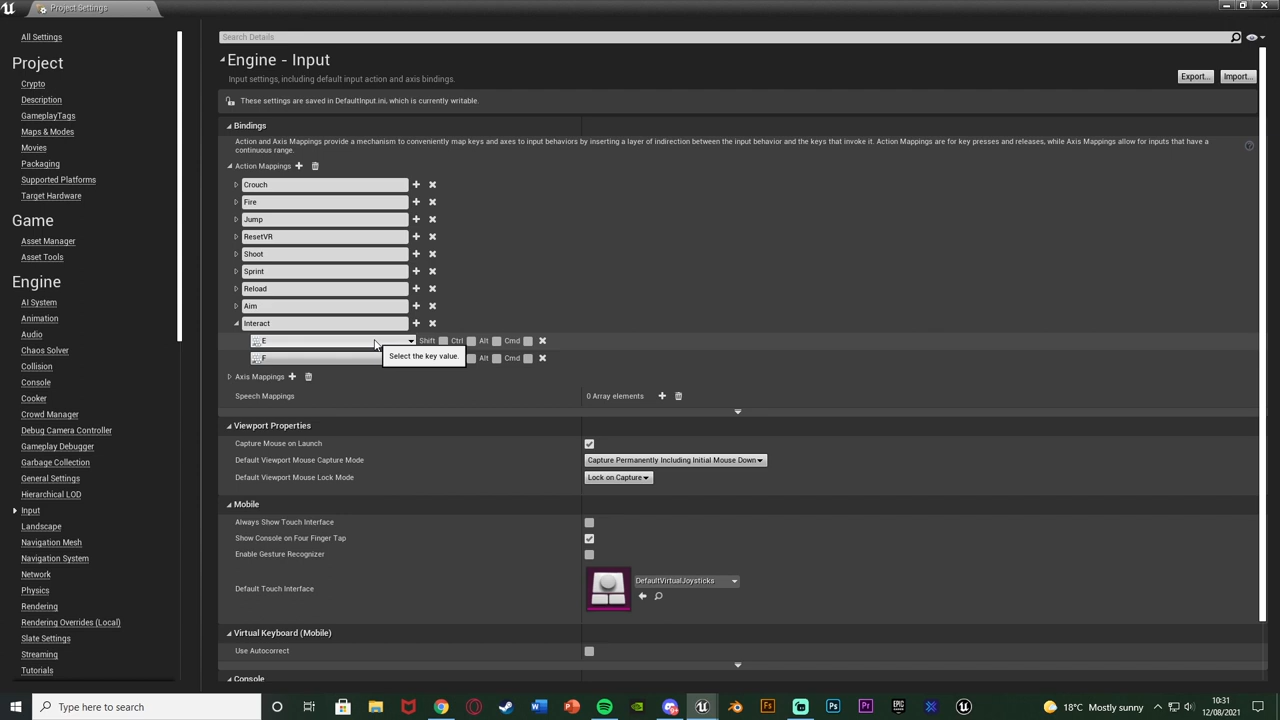 Project Settings
All Settings
Project
Crypto
Description
GameplayTags
Maps & Modes
Movies
Packaging
Supported Platforms
Target Hardware
Game
Asset Manager
Asset Tools
Engine
AI System
Animation
Audio
Chaos Solver
Collision
Console
Cooker
Crowd Manager
Debug Camera Controller
Gameplay Debugger
Garbage Collection
General Settings
Hierarchical LOD
Input
Landscape
Navigation Mesh
Navigation System
Network
Physics
Rendering
Rendering Overrides (Local)
Slate Settings
Streaming
Tutorials
Search Details
Engine - Input
Input settings, including default input action and axis bindings.
Export... Import...
These settings are saved in DefaultInput.ini, which is currently writable.
Bindings
Action and Axis Mappings provide a mechanism to conveniently map keys and axes to input behaviors by inserting a layer of indirection between the input behavior and the keys that invoke it. Action Mappings are for key presses and releases, while Axis Mappings allow for inputs that have a
continuous range.
Action Mappings
Crouch
Fire
Jump
ResetVR
Shoot
Sprint
Reload
Aim
Interact
E Shift Ctrl Alt Cmd
Select the key value.
F Alt Cmd
Axis Mappings
Speech Mappings 0 Array elements
Viewport Properties
Capture Mouse on Launch
Default Viewport Mouse Capture Mode Capture Permanently Including Initial Mouse Down
Default Viewport Mouse Lock Mode Lock on Capture
Mobile
Always Show Touch Interface
Show Console on Four Finger Tap
Enable Gesture Recognizer
Default Touch Interface DefaultVirtualJoysticks
Virtual Keyboard (Mobile)
Use Autocorrect
Console
Type here to search
Fs Ps Ai Pr EPIC GAMES
18°C Mostly sunny
10:31
12/08/2021